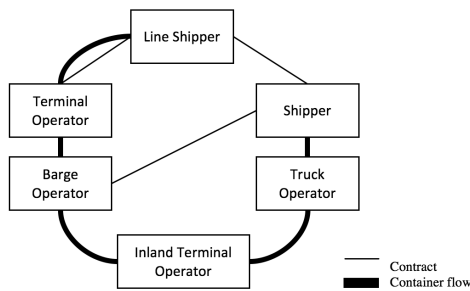 Line Shipper
Terminal
Operator
Shipper
Barge
Operator
Truck
Operator
Inland Terminal
Operator
Contract
Container flow